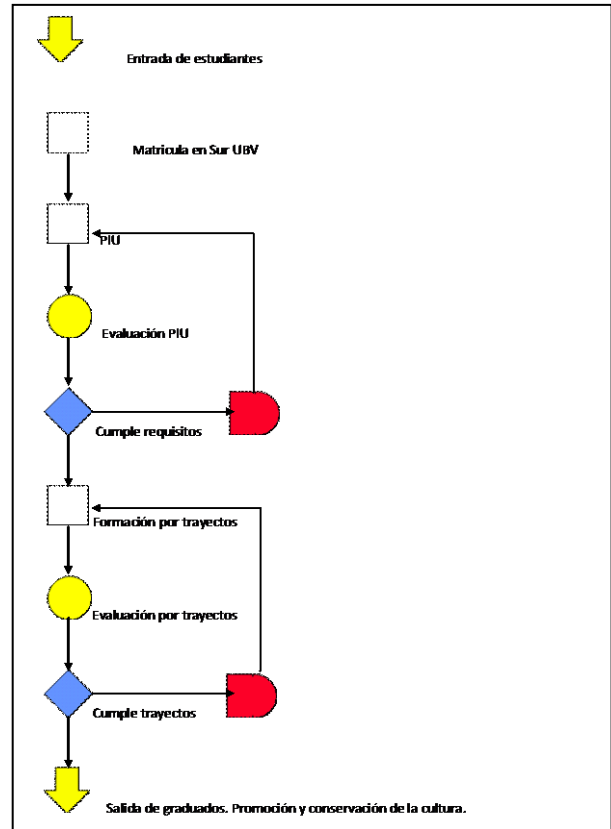 Entrada de estudiantes
Matricula en Sur UBV
PIU
Evaluación PIU
Cumple requisitos
Formación por trayectos
Evaluación por trayectos
Cumple trayectos
Salida de graduados. Promoción y conservación de la cultura.